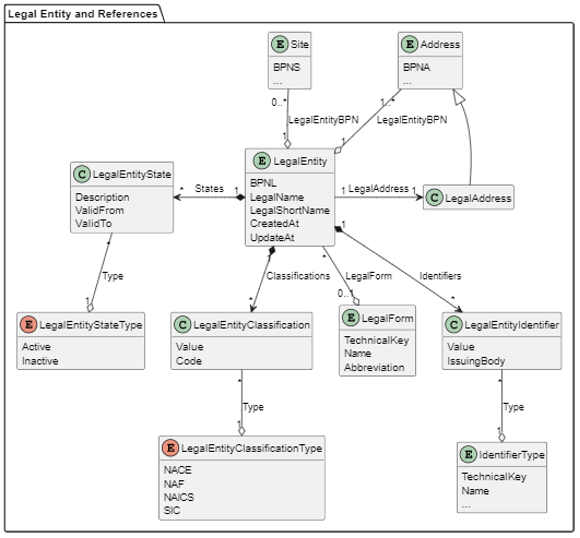 Legal Entity and References
E Site
BPNS
...
E Address
BPNA
...
0..*
1..*
LegalEntityBPN
LegalEntityBPN
1
1
E LegalEntity
BPNL
LegalName
LegalShortName
CreatedAt
UpdateAt
C LegalEntityState
Description
ValidFrom
ValidTo
* States 1
1 LegalAddress 1
C LegalAddress
*
Type
1
1
Classifications
*
*
LegalForm
0..1
1
Identifiers
*
E LegalEntityStateType
Active
Inactive
C LegalEntityClassification
Value
Code
E LegalForm
TechnicalKey
Name
Abbreviation
C LegalEntityIdentifier
Value
IssuingBody
*
Type
1
*
Type
1
E LegalEntityClassificationType
NACE
NAF
NAICS
SIC
E IdentifierType
TechnicalKey
Name
...